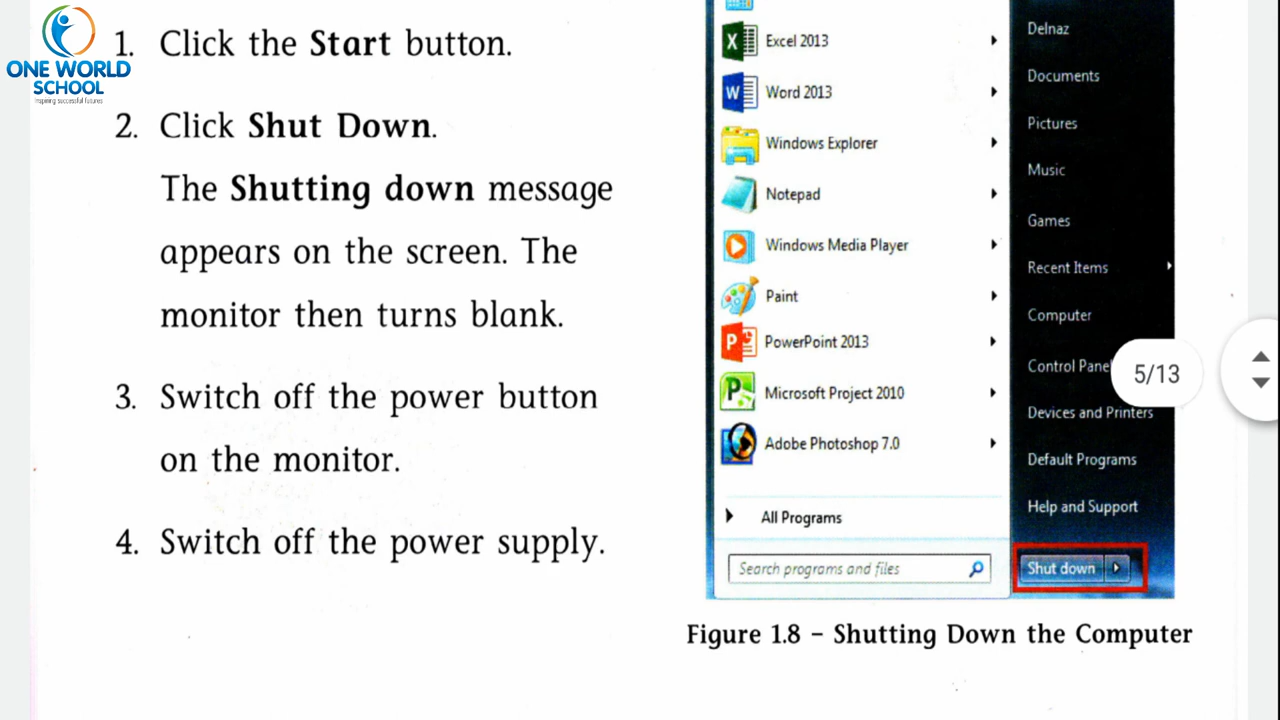 ONE WORLD
SCHOOL
Inspiring successful futures
1. Click the Start button.
2. Click Shut Down.
The Shutting down message
appears on the screen. The
monitor then turns blank.
3. Switch off the power button
on the monitor.
4. Switch off the power supply.
Excel 2013
Word 2013
Windows Explorer
Notepad
Windows Media Player
Paint
PowerPoint 2013
Microsoft Project 2010
Adobe Photoshop 7.0
All Programs
Search programs and files
Delnaz
Documents
Pictures
Music
Games
Recent Items
Computer
Control Pane
Devices and Printers
Default Programs
Help and Support
Shut down
5/13
Figure 1.8 – Shutting Down the Computer